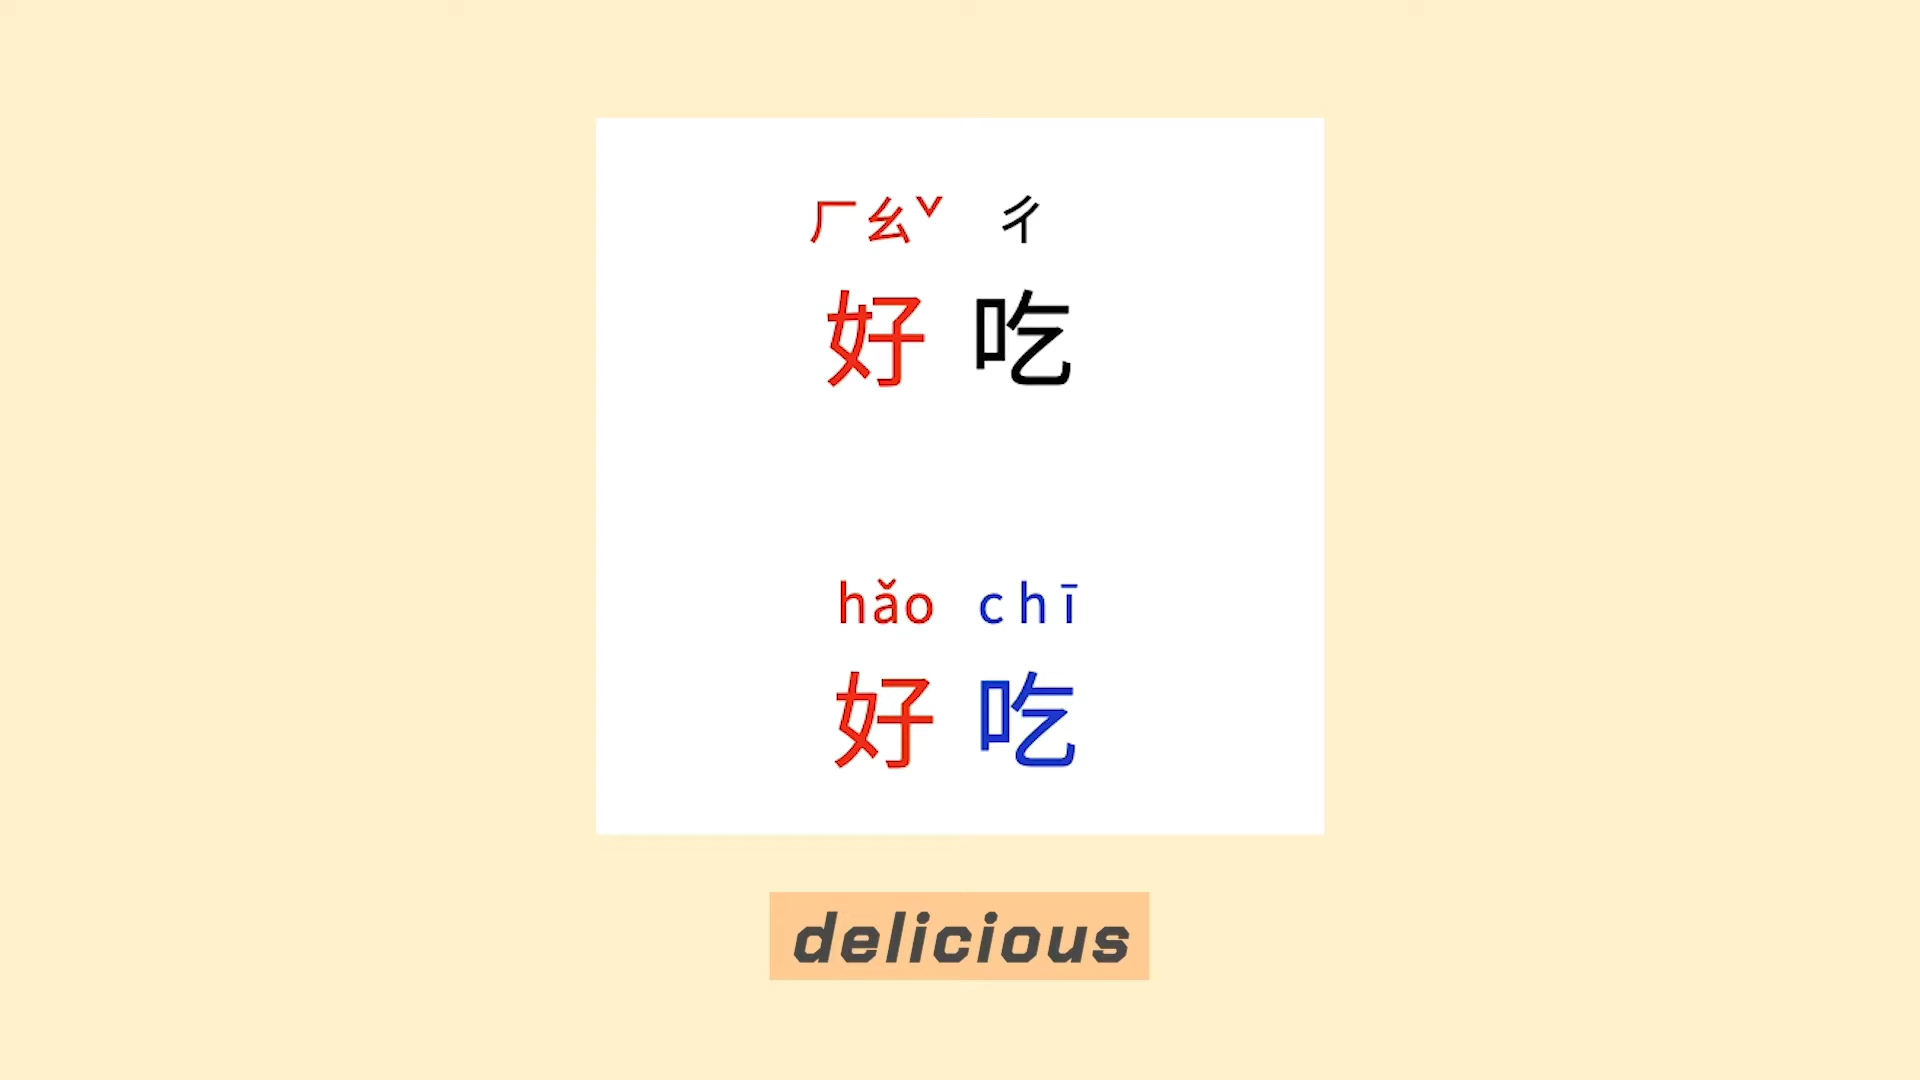 ㄏㄠˇ ㄔ
好吃
hǎo chī
好吃
delicious